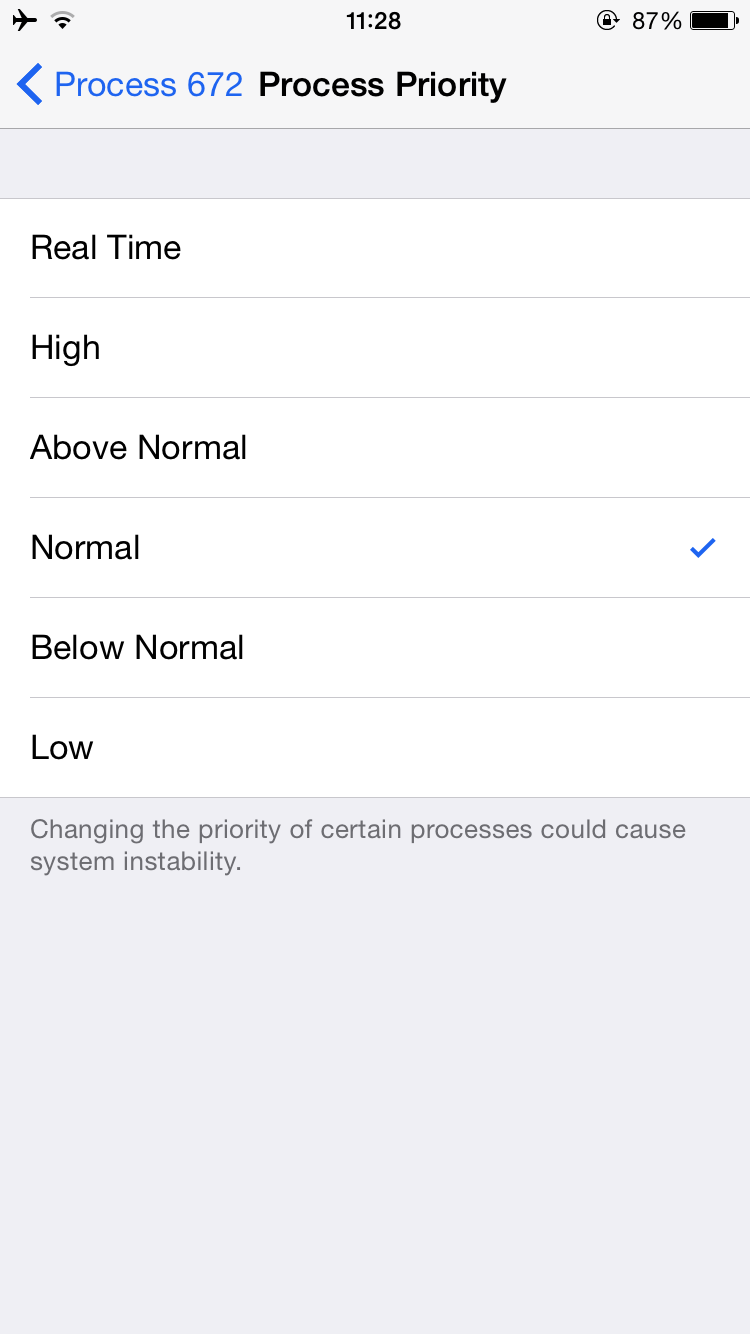 11:28 87%
Process 672 Process Priority
Real Time
High
Above Normal
Normal
Below Normal
Low
Changing the priority of certain processes could cause
system instability.